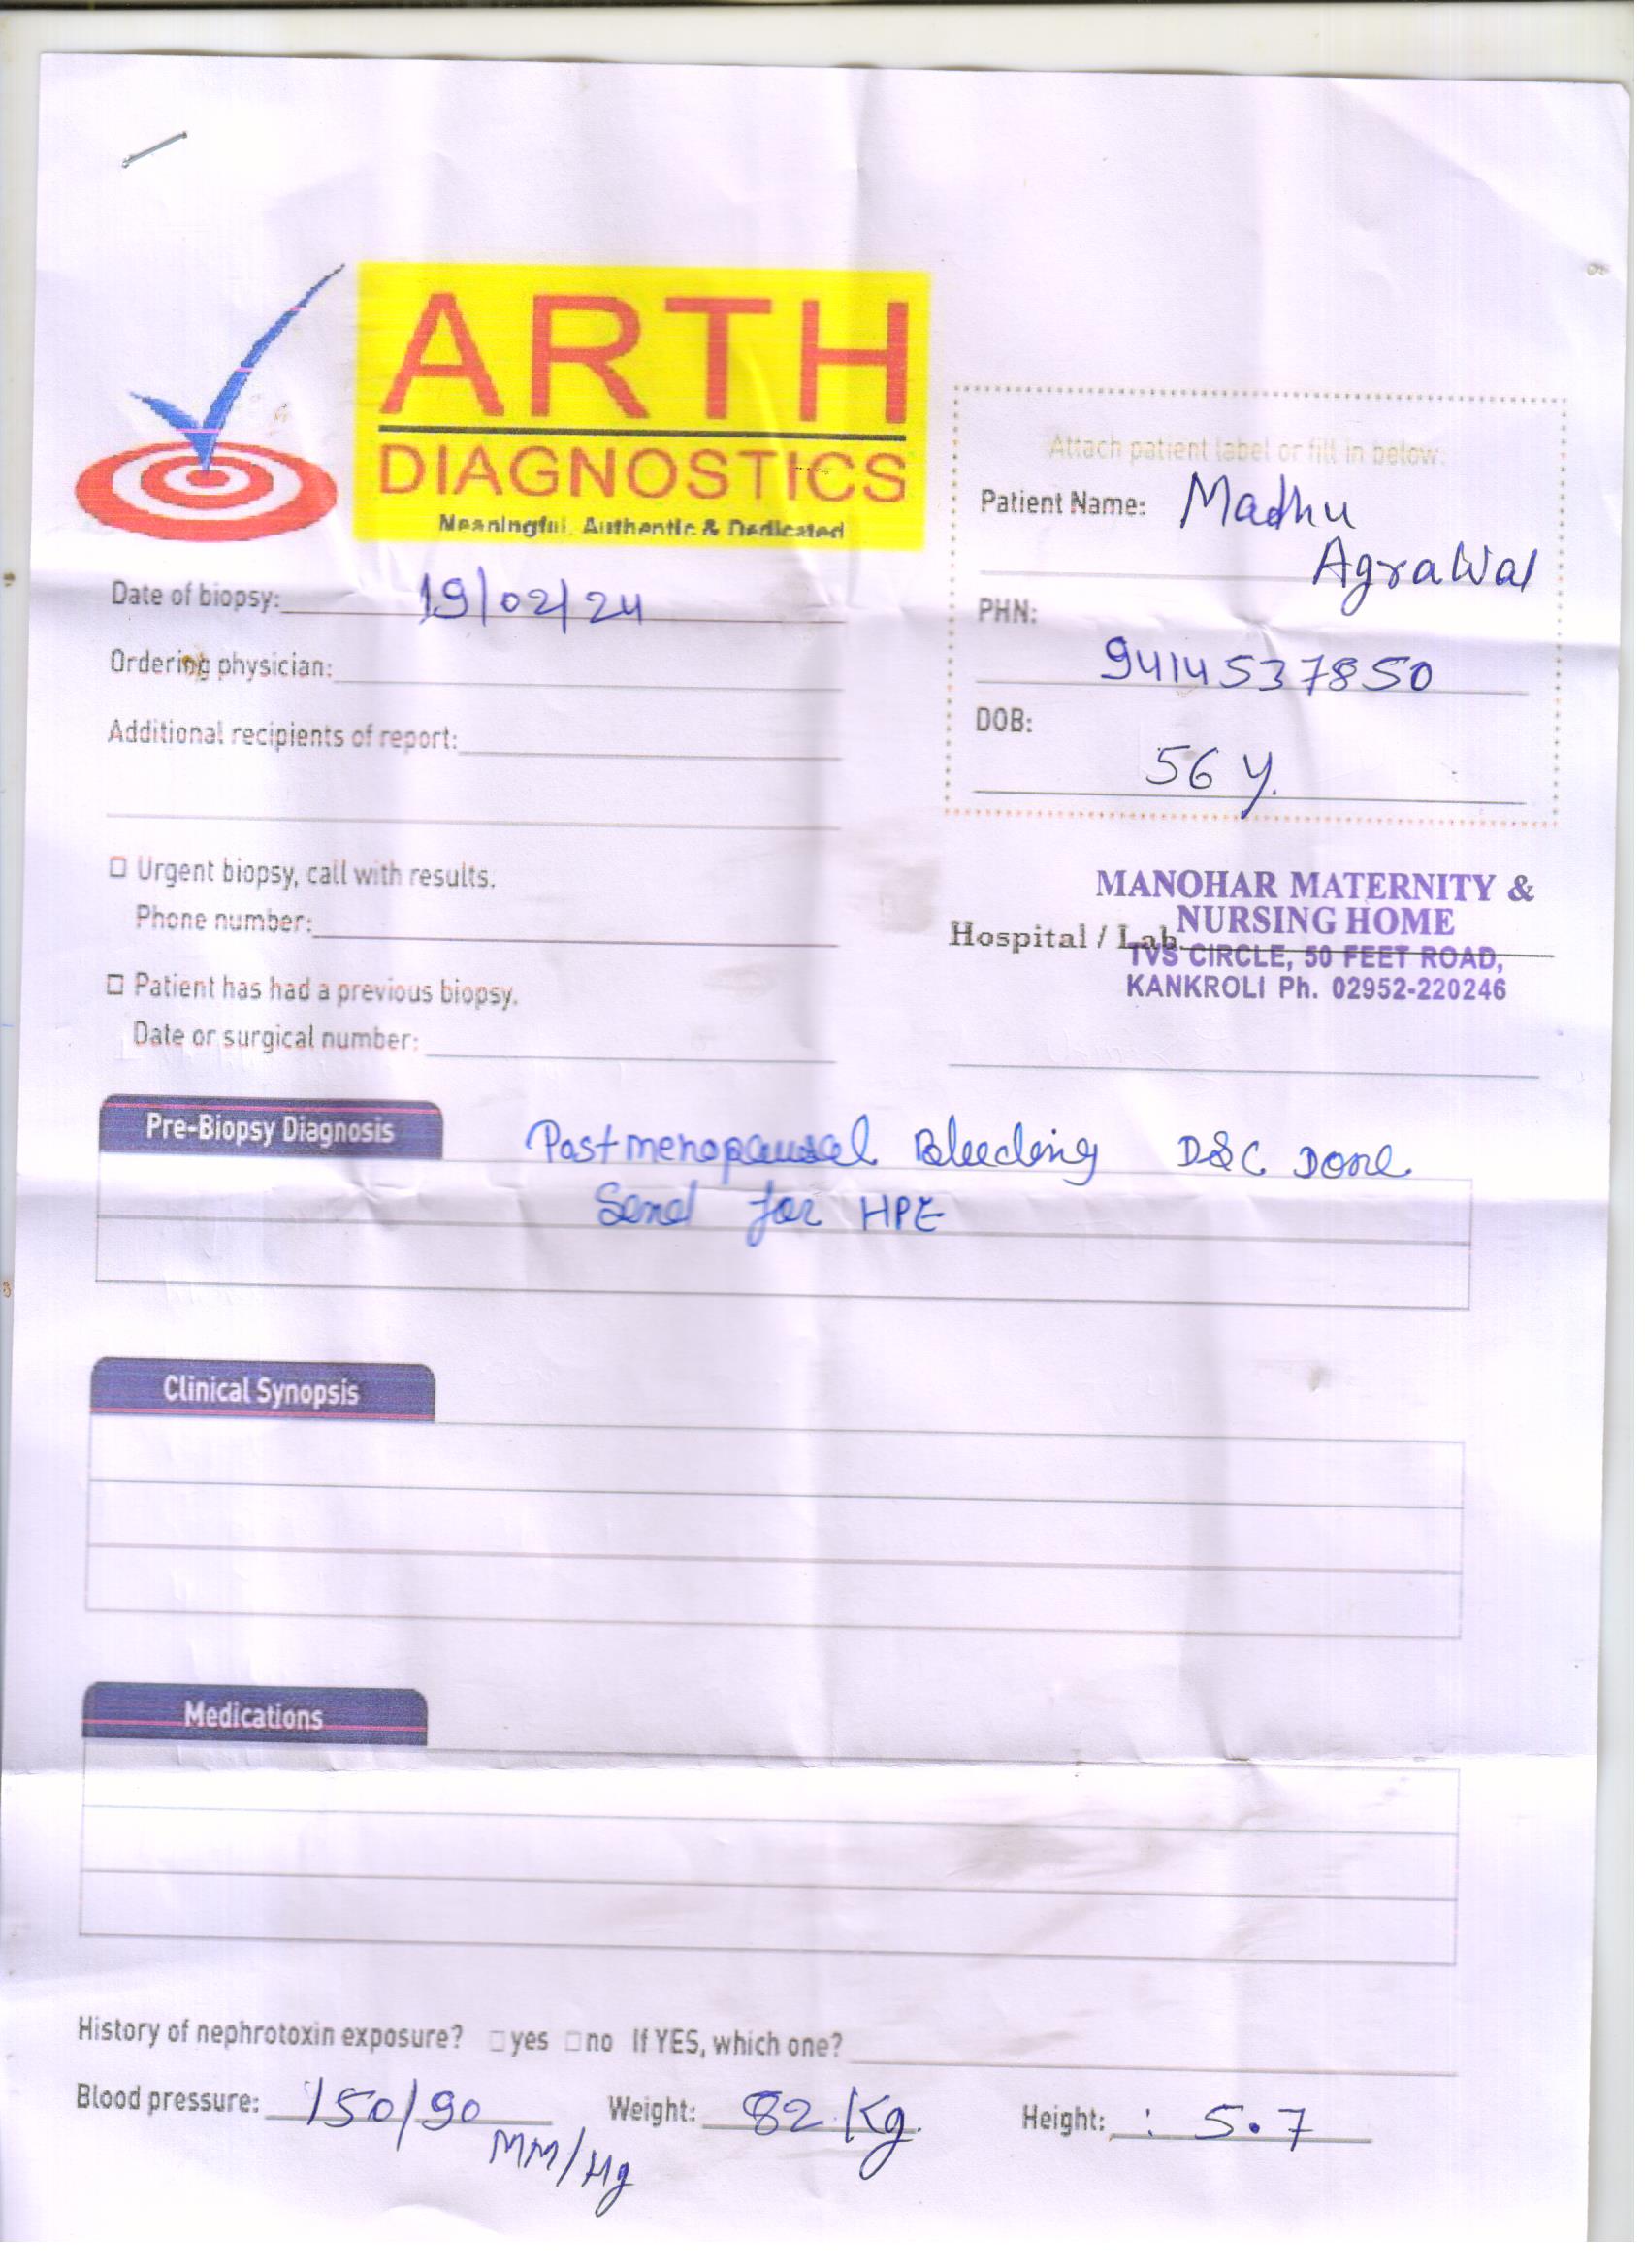 ARTH
DIAGNOSTICS
Meaningful, Authentic & Dedicated
Attach patient label or fill in below:
Patient Name: Madhu
Agrawal
PHN:
9414537850
DOB:
56 y.
Date of biopsy: 19/02/24
Ordering physician:
Additional recipients of report:
Urgent biopsy, call with results.
Phone number:
Patient has had a previous biopsy.
Date or surgical number:
MANOHAR MATERNITY &
NURSING HOME
Hospital / Lab
TVS CIRCLE, 50 FEET ROAD,
KANKROLI Ph. 02952-220246
Pre-Biopsy Diagnosis
Postmenopausal Bleeding D&C Done
Send for HPE
Clinical Synopsis
Medications
History of nephrotoxin exposure? yes no If YES, which one?
Blood pressure: 150/90 Weight: 82 Kg. Height: : 5.7
MM/Hg